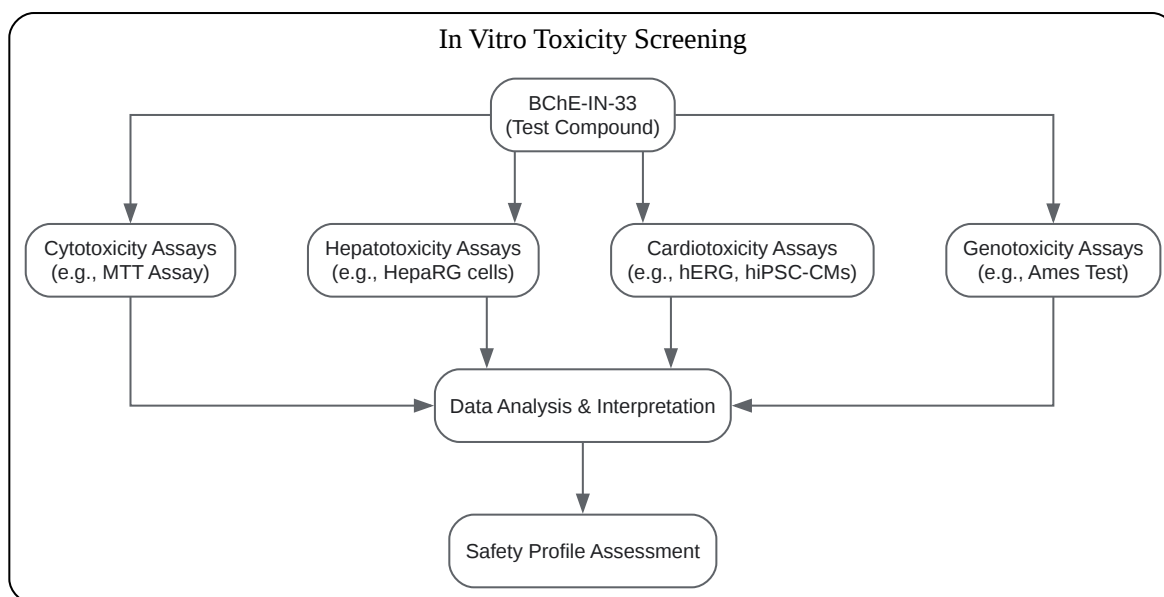 In Vitro Toxicity Screening
BChE-IN-33
(Test Compound)
Cytotoxicity Assays
(e.g., MTT Assay)
Hepatotoxicity Assays
(e.g., HepaRG cells)
Cardiotoxicity Assays
(e.g., hERG, hiPSC-CMs)
Genotoxicity Assays
(e.g., Ames Test)
Data Analysis & Interpretation
Safety Profile Assessment